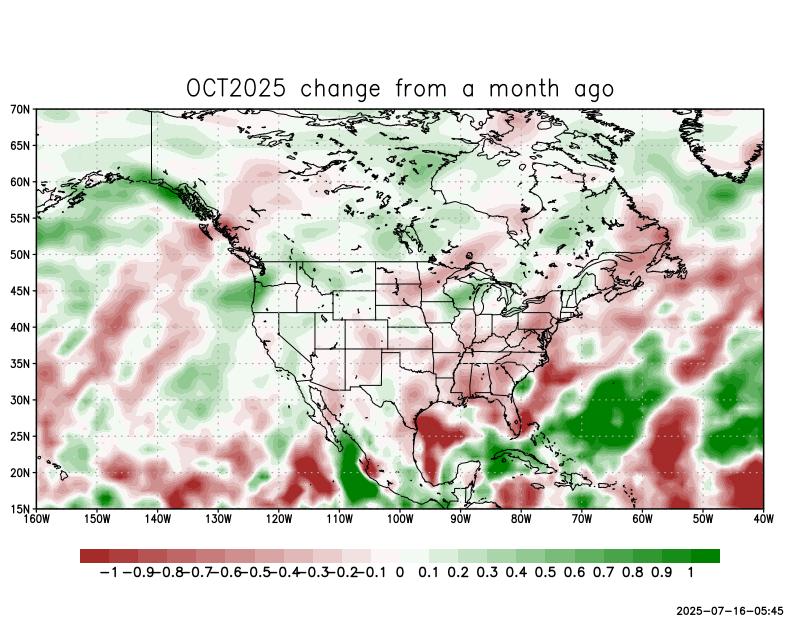 OCT2025 change from a month ago
70N
65N
60N
55N
50N
45N
40N
35N
30N
25N
20N
15N
160W 150W 140W 130W 120W 110W 100W 90W 80W 70W 60W 50W 40W
-1 -0.9 -0.8 -0.7 -0.6 -0.5 -0.4 -0.3 -0.2 -0.1 0 0.1 0.2 0.3 0.4 0.5 0.6 0.7 0.8 0.9 1
2025-07-16-05:45